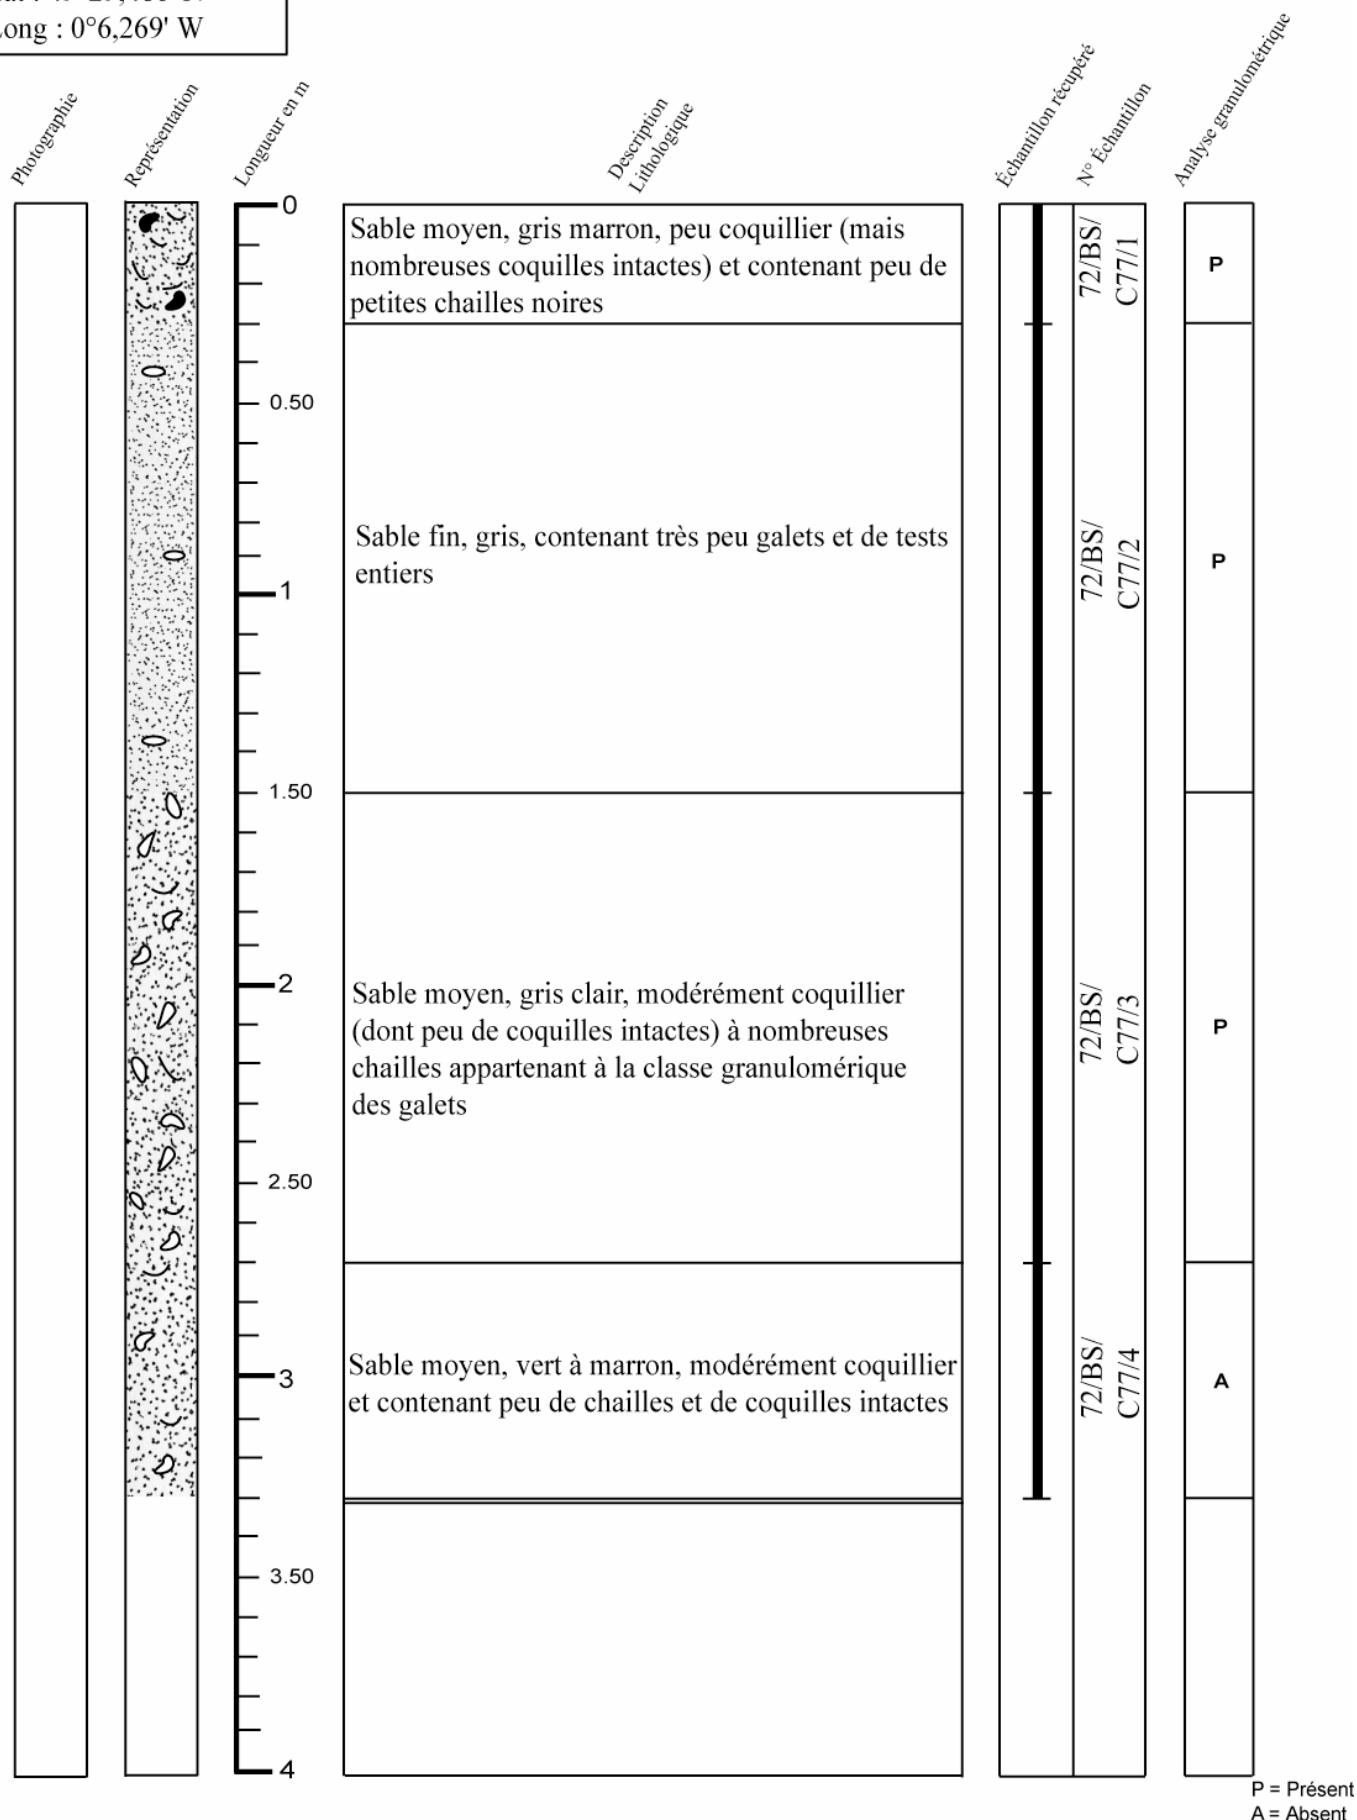 Long : 0°6,269' W
Photographie
Représentation
Longueur en m
Description
Lithologique
Échantillon récupéré
N° Échantillon
Analyse granulométrique
0
0.50
1
1.50
2
2.50
3
3.50
4
Sable moyen, gris marron, peu coquillier (mais
nombreuses coquilles intactes) et contenant peu de
petites chailles noires
72/BS/
C77/1
P
Sable fin, gris, contenant très peu galets et de tests
entiers
72/BS/
C77/2
P
Sable moyen, gris clair, modérément coquillier
(dont peu de coquilles intactes) à nombreuses
chailles appartenant à la classe granulomérique
des galets
72/BS/
C77/3
P
Sable moyen, vert à marron, modérément coquillier
et contenant peu de chailles et de coquilles intactes
72/BS/
C77/4
A
P = Présent
A = Absent